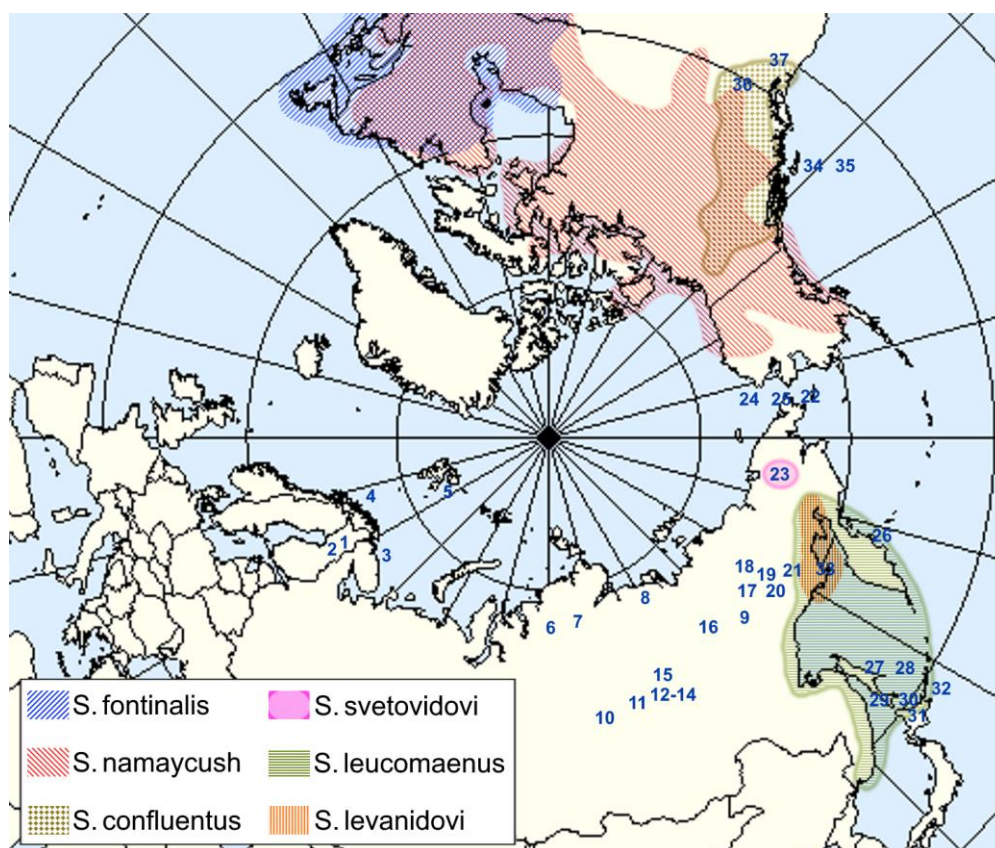 37
36
34 35
24 25 22
23
4 5
26
1
2 3
18 19 21 33
17 20
8
9
7
6 16
15 27 28
12-14 32
11 29 30
10 31
S. fontinalis S. svetovidovi
S. namaycush S. leucomaenus
S. confluentus S. levanidovi